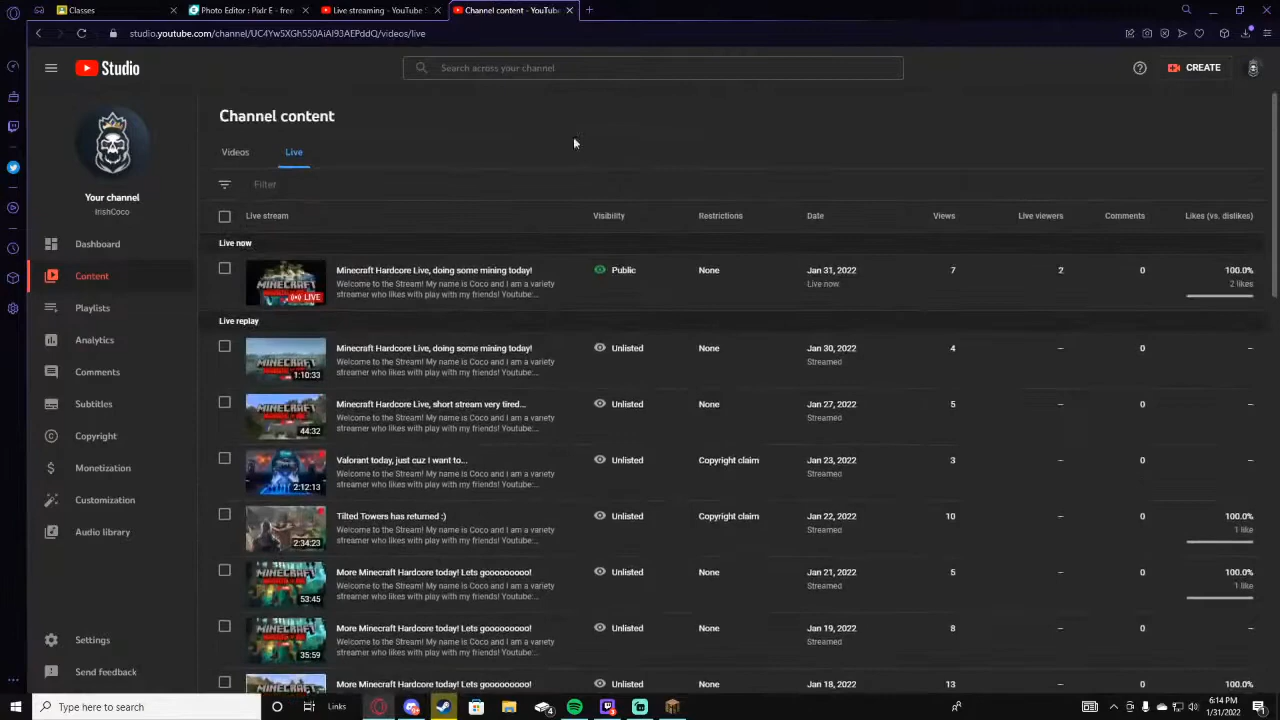 Classes
Photo Editor : Pixlr E - free i
Live streaming - YouTube S
Channel content - YouTube
studio.youtube.com/channel/
/videos/live
Studio
Search across your channel
CREATE
Channel content
Videos
Live
Filter
Your channel
IrishCoco
Live stream
Visibility
Restrictions
Date
Views
Live viewers
Comments
Likes (vs. dislikes)
Dashboard
Content
Playlists
Analytics
Comments
Subtitles
Copyright
Monetization
Customization
Audio library
Settings
Send feedback
Live now
MINECRAFT
LIVE
Minecraft Hardcore Live, doing some mining today!
Welcome to the Stream! My name is Coco and I am a variety
streamer who likes with play with my friends! Youtube:...
Public
None
Jan 31, 2022
Live now
7
2
0
100.0%
2 likes
Live replay
MINECRAFT
1:10:33
Minecraft Hardcore Live, doing some mining today!
Welcome to the Stream! My name is Coco and I am a variety
streamer who likes with play with my friends! Youtube:...
Unlisted
None
Jan 30, 2022
Streamed
4
–
0
–
MINECRAFT
44:32
Minecraft Hardcore Live, short stream very tired...
Welcome to the Stream! My name is Coco and I am a variety
streamer who likes with play with my friends! Youtube:...
Unlisted
None
Jan 27, 2022
Streamed
5
–
0
–
2:12:13
Valorant today, just cuz I want to...
Welcome to the Stream! My name is Coco and I am a variety
streamer who likes with play with my friends! Youtube:...
Unlisted
Copyright claim
Jan 23, 2022
Streamed
3
–
0
–
2:34:23
Tilted Towers has returned :)
Welcome to the Stream! My name is Coco and I am a variety
streamer who likes with play with my friends! Youtube:...
Unlisted
Copyright claim
Jan 22, 2022
Streamed
10
–
0
100.0%
1 like
MINECRAFT
53:45
More Minecraft Hardcore today! Lets goooooooo!
Welcome to the Stream! My name is Coco and I am a variety
streamer who likes with play with my friends! Youtube:...
Unlisted
None
Jan 21, 2022
Streamed
5
–
0
100.0%
1 like
MINECRAFT
35:59
More Minecraft Hardcore today! Lets goooooooo!
Welcome to the Stream! My name is Coco and I am a variety
streamer who likes with play with my friends! Youtube:...
Unlisted
None
Jan 19, 2022
Streamed
8
–
0
–
MINECRAFT
More Minecraft Hardcore today! Lets goooooooo!
Unlisted
None
Jan 18, 2022
13
–
0
–
Type here to search
Links
6:14 PM
1/31/2022